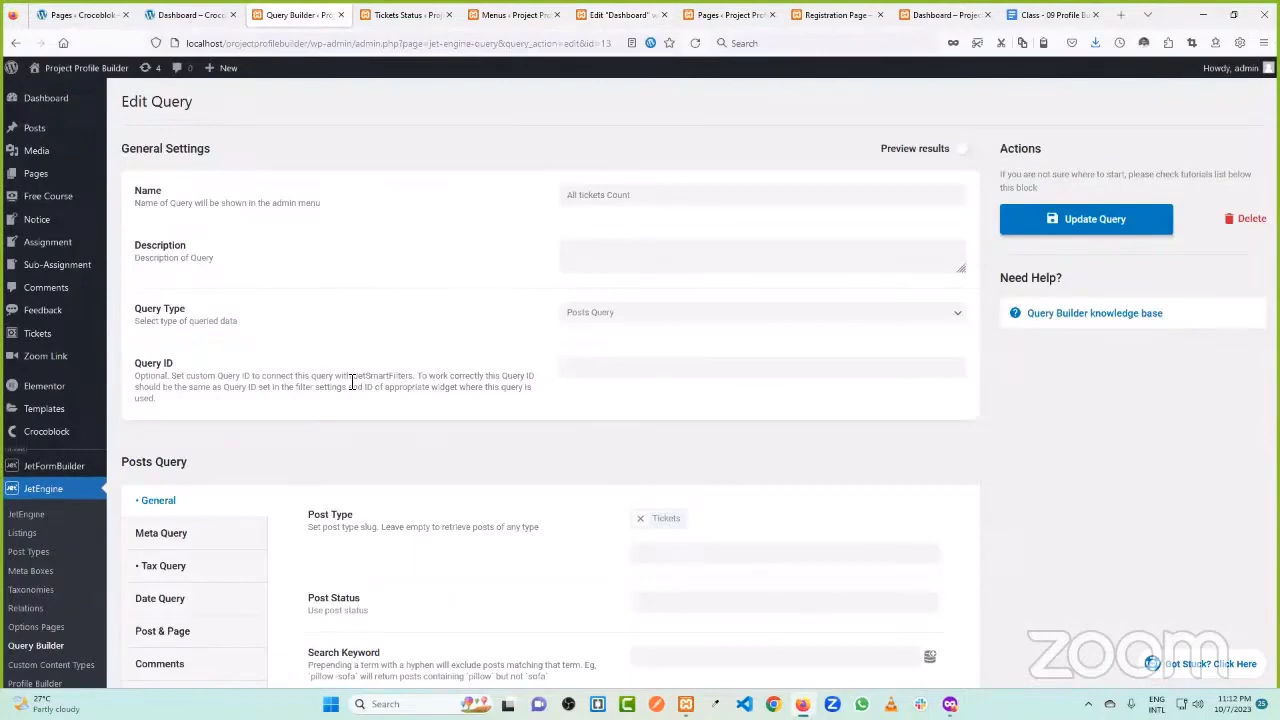 Pages ‹ Crocoblok —
Dashboard ‹ Croco
Query Builder ‹ Pro
Tickets Status ‹ Proj
Menus ‹ Project Pro
Edit "Dashboard" w
Pages ‹ Project Prof
Registration Page –
Dashboard – Projec
Class - 09 Profile Bu
localhost/projectprofilebuilder/wp-admin/admin.php?page=jet-engine-query&query_action=edit&id=13
Search
Project Profile Builder
4
0
New
Howdy, admin
Dashboard
Posts
Media
Pages
Free Course
Notice
Assignment
Sub-Assignment
Comments
Feedback
Tickets
Zoom Link
Elementor
Templates
Crocoblock
JetFormBuilder
JetEngine
JetEngine
Listings
Post Types
Meta Boxes
Taxonomies
Relations
Options Pages
Query Builder
Custom Content Types
Profile Builder
Edit Query
General Settings
Preview results
Name
Name of Query will be shown in the admin menu
All tickets Count
Description
Description of Query
Query Type
Select type of queried data
Posts Query
Query ID
Optional. Set custom Query ID to connect this query with JetSmartFilters. To work correctly this Query ID
should be the same as Query ID set in the filter settings and ID of appropriate widget where this query is
used.
Posts Query
• General
Meta Query
• Tax Query
Date Query
Post & Page
Comments
Post Type
Set post type slug. Leave empty to retrieve posts of any type
Tickets
Post Status
Use post status
Search Keyword
Prepending a term with a hyphen will exclude posts matching that term. Eg,
`pillow -sofa` will return posts containing `pillow` but not `sofa`
Actions
If you are not sure where to start, please check tutorials list below
this block
Update Query
Delete
Need Help?
Query Builder knowledge base
zoom
Got Stuck? Click Here
27°C
Partly cloudy
Search
ENG
INTL
11:12 PM
10/7/2023